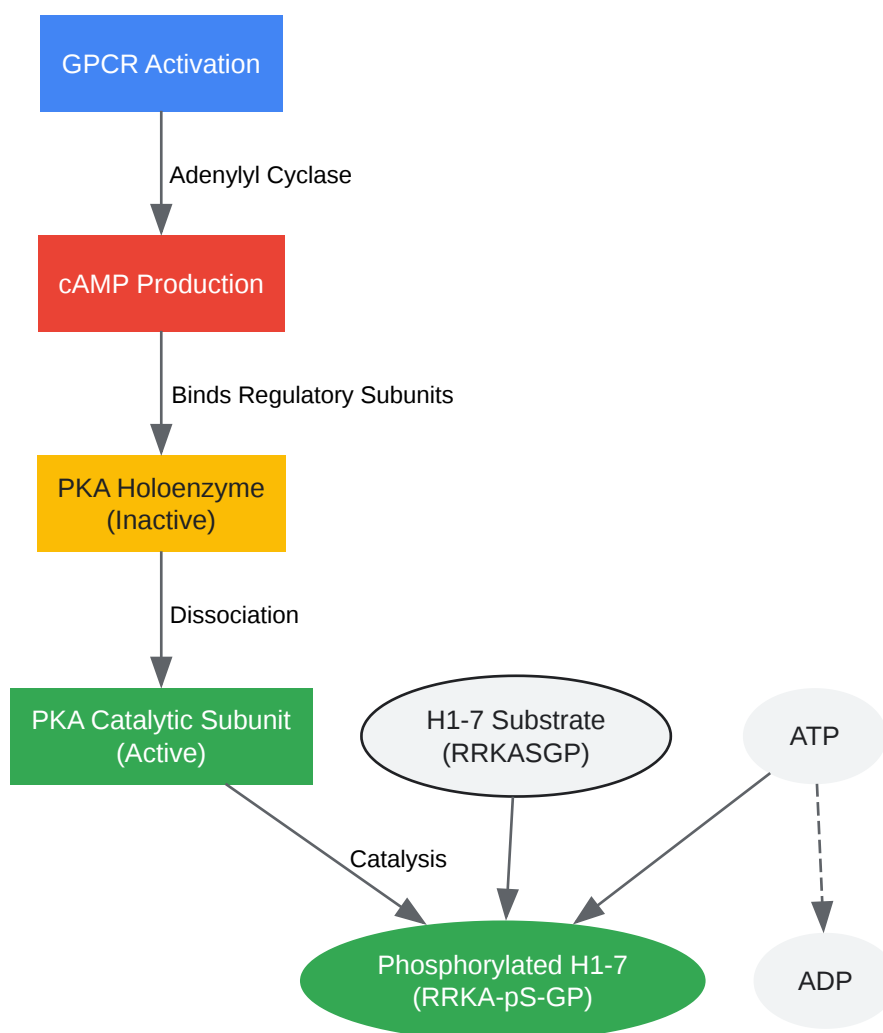 GPCR Activation
Adenylyl Cyclase
cAMP Production
Binds Regulatory Subunits
PKA Holoenzyme
(Inactive)
Dissociation
PKA Catalytic Subunit
(Active)
H1-7 Substrate
(RRKASGP)
ATP
Catalysis
Phosphorylated H1-7
(RRKA-pS-GP)
ADP